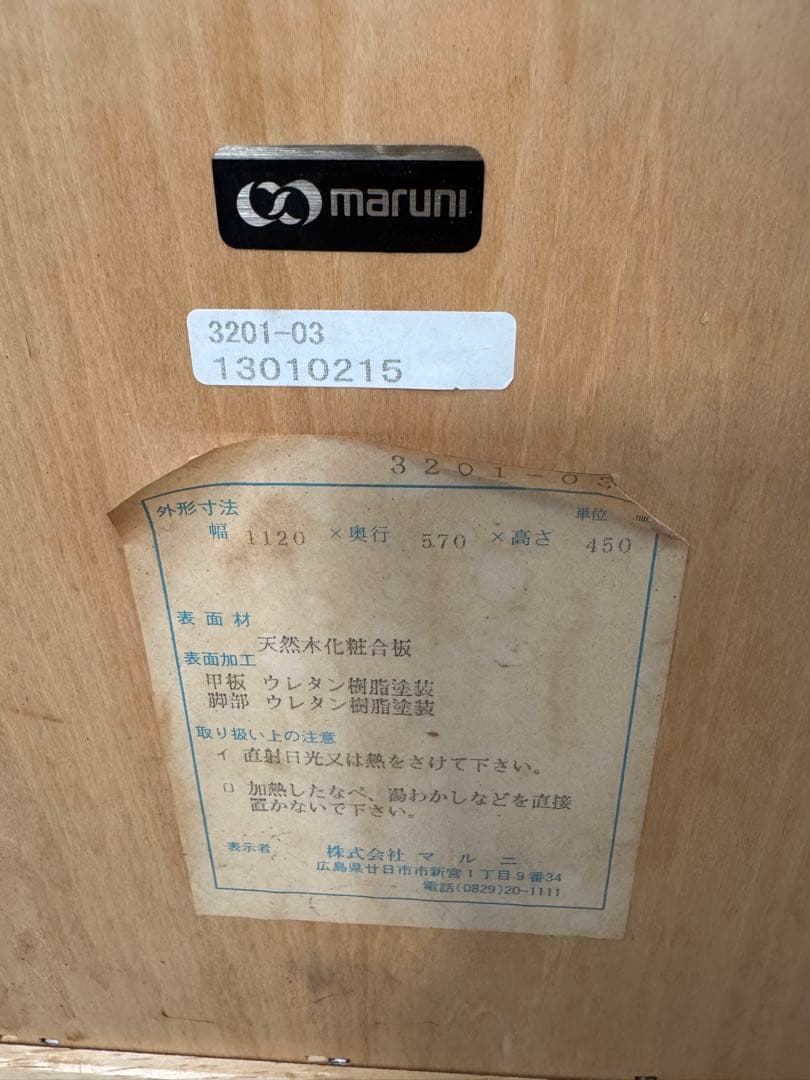 maruni
3201-03
13010215
3201-03
外形寸法
単位
幅 1120 ×奥行 570 ×高さ 450
表面材
天然木化粧合板
表面加工
甲板 ウレタン樹脂塗装
脚部 ウレタン樹脂塗装
取り扱い上の注意
イ 直射日光又は熱をさけて下さい。
ロ 加熱したなべ、湯わかしなどを直接
置かないで下さい。
表示者 株式会社 マルニ
広島県廿日市市新宮1丁目9番34
電話(0829)20-1111